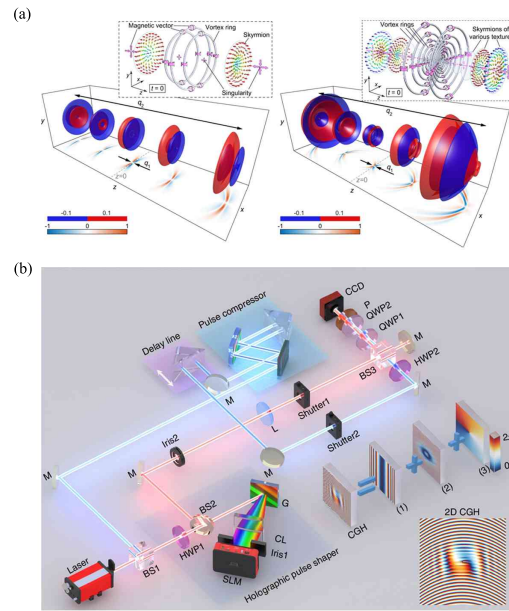 (a)
Magnetic vector
Vortex ring
Skyrmion
Singularity
t = 0
y
x
z
q₂
q₁
z=0
y
z
x
-0.1 0.1
-1 0 1
Vortex rings
Skyrmions of
various textures
t = 0
y
x
z
q₂
q₁
z=0
y
z
x
-0.1 0.1
-1 0 1
(b)
CCD
P
QWP2
QWP1
M
BS3
HWP2
M
Pulse compressor
Delay line
M
Shutter1
L
Shutter2
Iris2
M
M
M
BS2
G
CL
Iris1
SLM
HWP1
BS1
Laser
Holographic pulse shaper
CGH
(1)
(2)
(3)
0
2D CGH